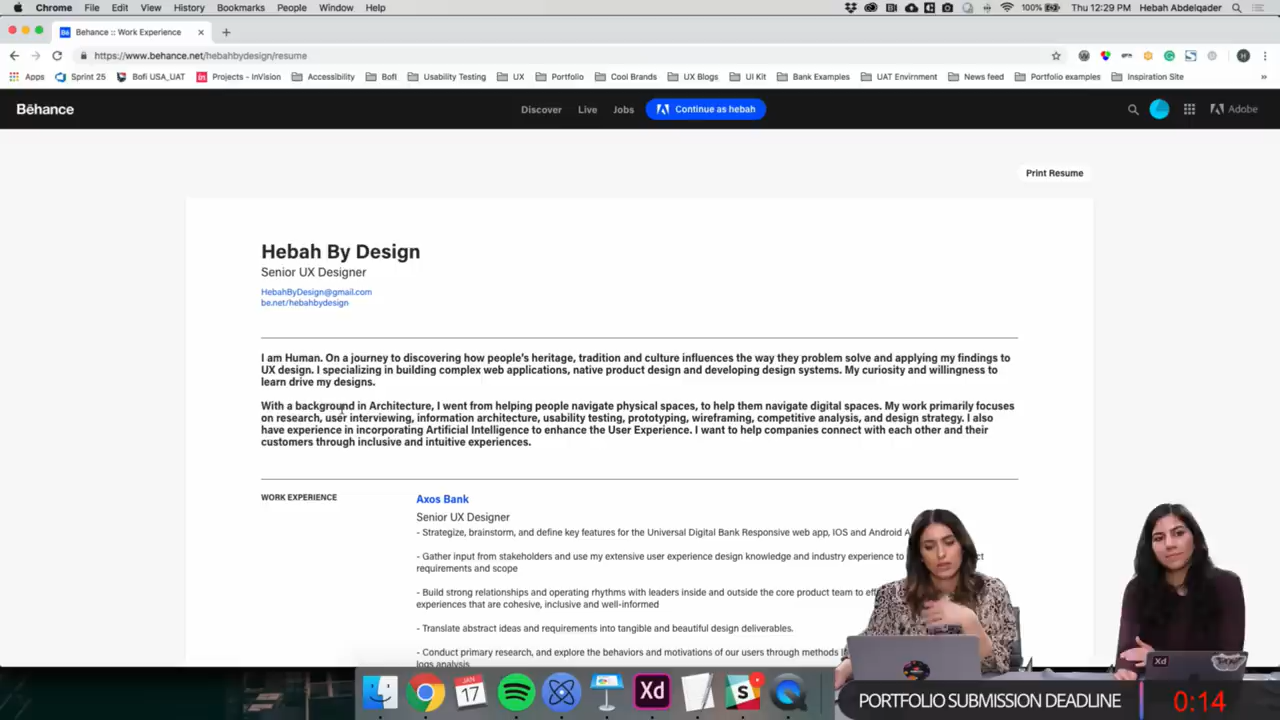 Chrome File Edit View History Bookmarks People Window Help 100% Thu 12:29 PM Hebah Abdelqader
Behance :: Work Experience
https://www.behance.net/hebahbydesign/resume
Apps Sprint 25 Bofi USA_UAT Projects - InVision Accessibility BofI Usability Testing UX Portfolio Cool Brands UX Blogs UI Kit Bank Examples UAT Envirnment News feed Portfolio examples Inspiration Site
Bēhance Discover Live Jobs Continue as hebah Adobe
Print Resume
Hebah By Design
Senior UX Designer
HebahByDesign@gmail.com
be.net/hebahbydesign
I am Human. On a journey to discovering how people's heritage, tradition and culture influences the way they problem solve and applying my findings to
UX design. I specializing in building complex web applications, native product design and developing design systems. My curiosity and willingness to
learn drive my designs.
With a background in Architecture, I went from helping people navigate physical spaces, to help them navigate digital spaces. My work primarily focuses
on research, user interviewing, information architecture, usability testing, prototyping, wireframing, competitive analysis, and design strategy. I also
have experience in incorporating Artificial Intelligence to enhance the User Experience. I want to help companies connect with each other and their
customers through inclusive and intuitive experiences.
WORK EXPERIENCE
Axos Bank
Senior UX Designer
- Strategize, brainstorm, and define key features for the Universal Digital Bank Responsive web app, IOS and Android A
- Gather input from stakeholders and use my extensive user experience design knowledge and industry experience to
requirements and scope
- Build strong relationships and operating rhythms with leaders inside and outside the core product team to
experiences that are cohesive, inclusive and well-informed
- Translate abstract ideas and requirements into tangible and beautiful design deliverables.
- Conduct primary research, and explore the behaviors and motivations of our users through methods
logs analysis.
JAN
17
Xd
Xd
PORTFOLIO SUBMISSION DEADLINE 0:14